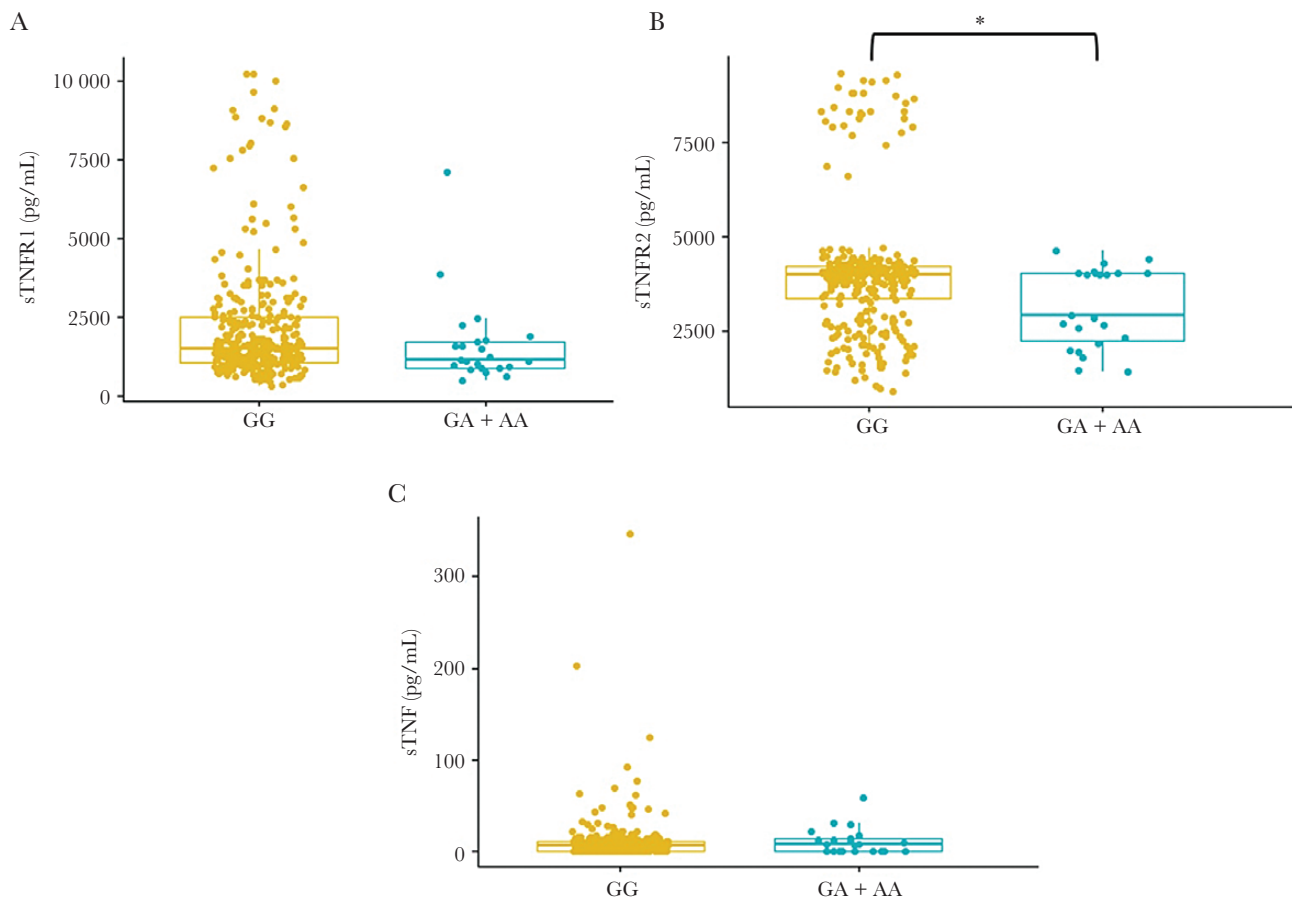 A
sTNFR1 (pg/mL)
10 000
7500
5000
2500
0
GG
GA + AA
B
*
sTNFR2 (pg/mL)
7500
5000
2500
GG
GA + AA
C
sTNF (pg/mL)
300
200
100
0
GG
GA + AA